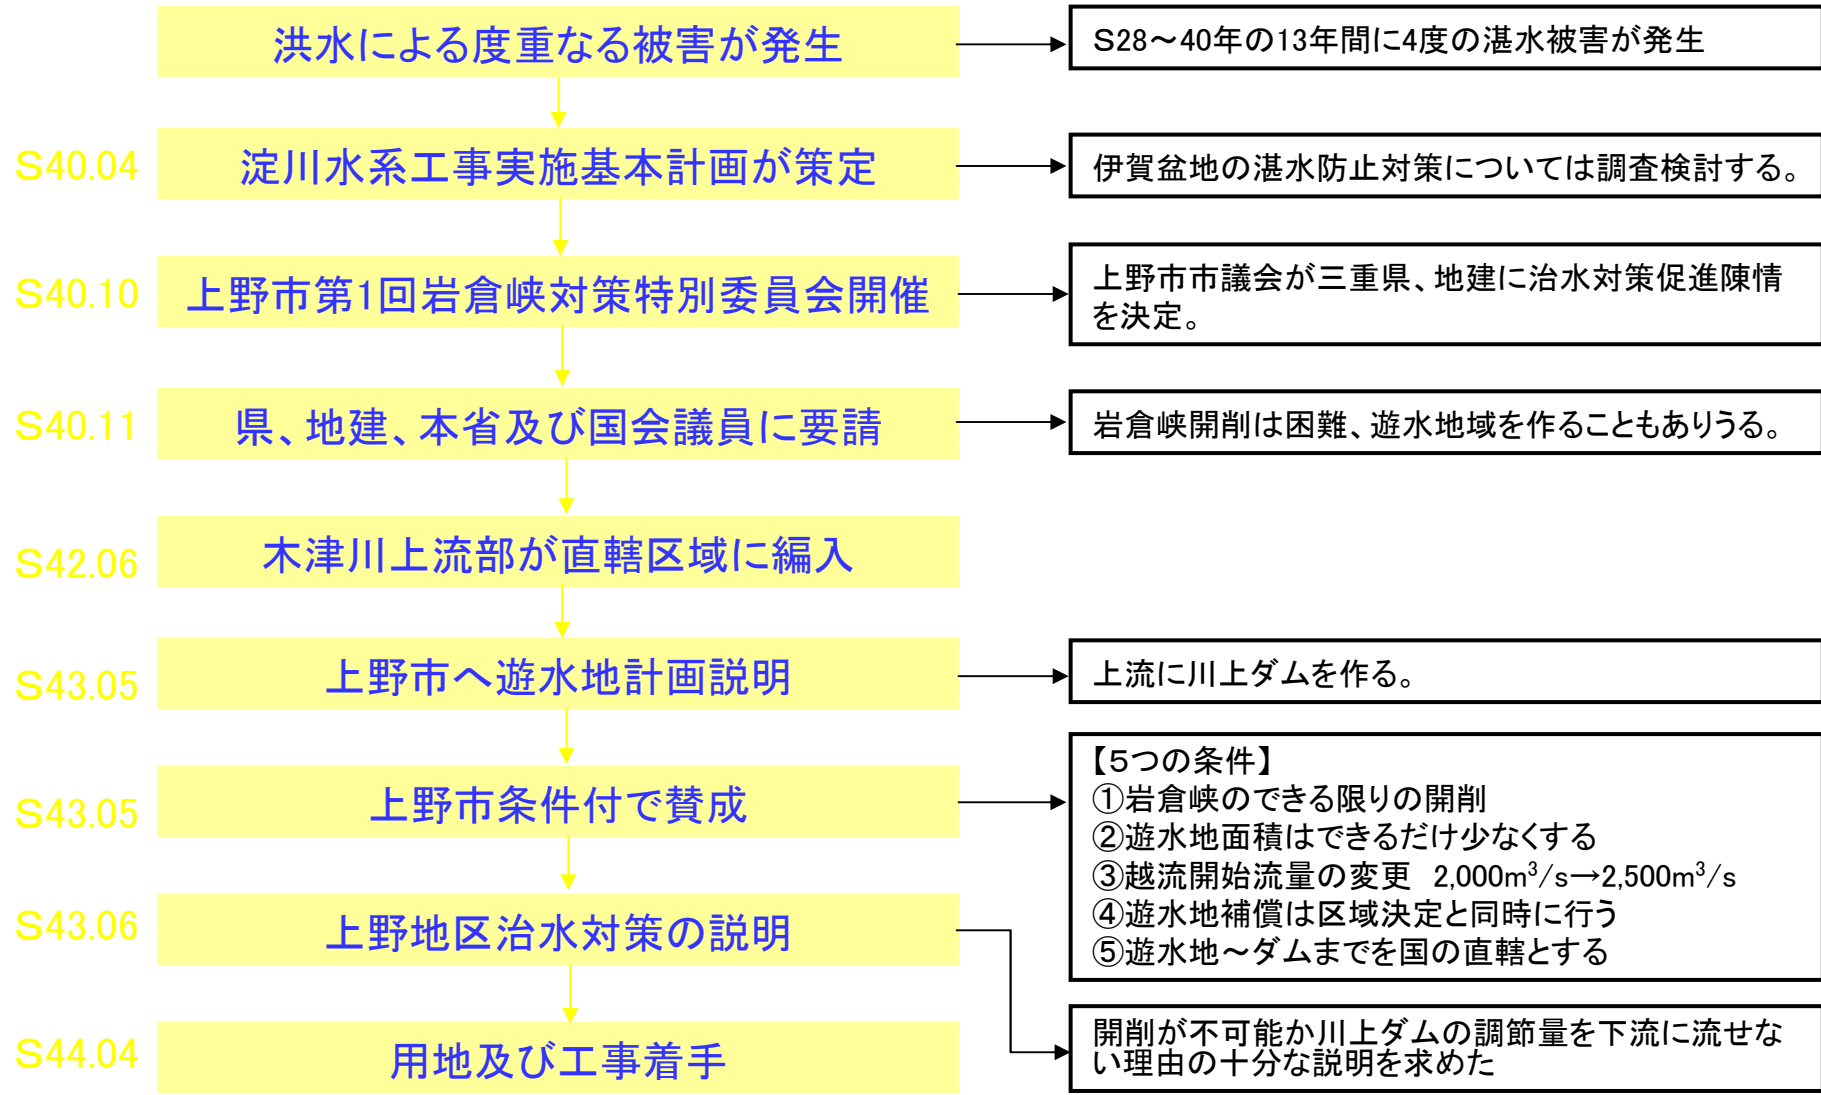 洪水による度重なる被害が発生
S28～40年の13年間に4度の湛水被害が発生
S40.04
淀川水系工事実施基本計画が策定
伊賀盆地の湛水防止対策については調査検討する。
S40.10
上野市第1回岩倉峡対策特別委員会開催
上野市市議会が三重県、地建に治水対策促進陳情
を決定。
S40.11
県、地建、本省及び国会議員に要請
岩倉峡開削は困難、遊水地域を作ることもありうる。
S42.06
木津川上流部が直轄区域に編入
S43.05
上野市へ遊水地計画説明
上流に川上ダムを作る。
S43.05
上野市条件付で賛成
【5つの条件】
①岩倉峡のできる限りの開削
②遊水地面積はできるだけ少なくする
③越流開始流量の変更 2,000m³/s→2,500m³/s
④遊水地補償は区域決定と同時に行う
⑤遊水地～ダムまでを国の直轄とする
S43.06
上野地区治水対策の説明
開削が不可能か川上ダムの調節量を下流に流せな
い理由の十分な説明を求めた
S44.04
用地及び工事着手